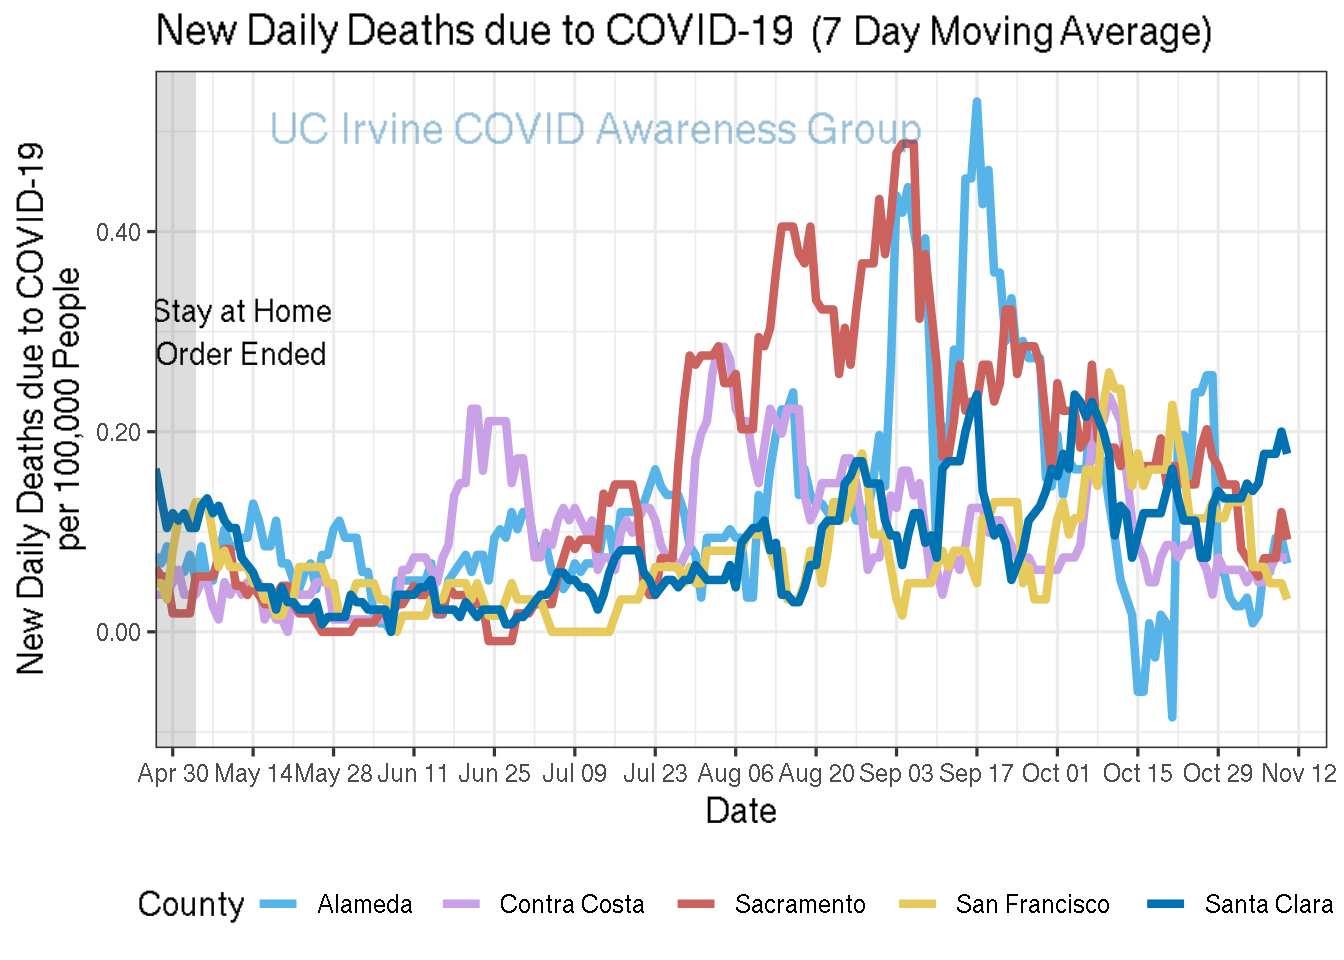 New Daily Deaths due to COVID-19 (7 Day Moving Average)
UC Irvine COVID Awareness Group
New Daily Deaths due to COVID-19
per 100,000 People
0.40
0.20
0.00
Stay at Home
Order Ended
Apr 30 May 14 May 28 Jun 11 Jun 25 Jul 09 Jul 23 Aug 06 Aug 20 Sep 03 Sep 17 Oct 01 Oct 15 Oct 29 Nov 12
Date
County Alameda Contra Costa Sacramento San Francisco Santa Clara